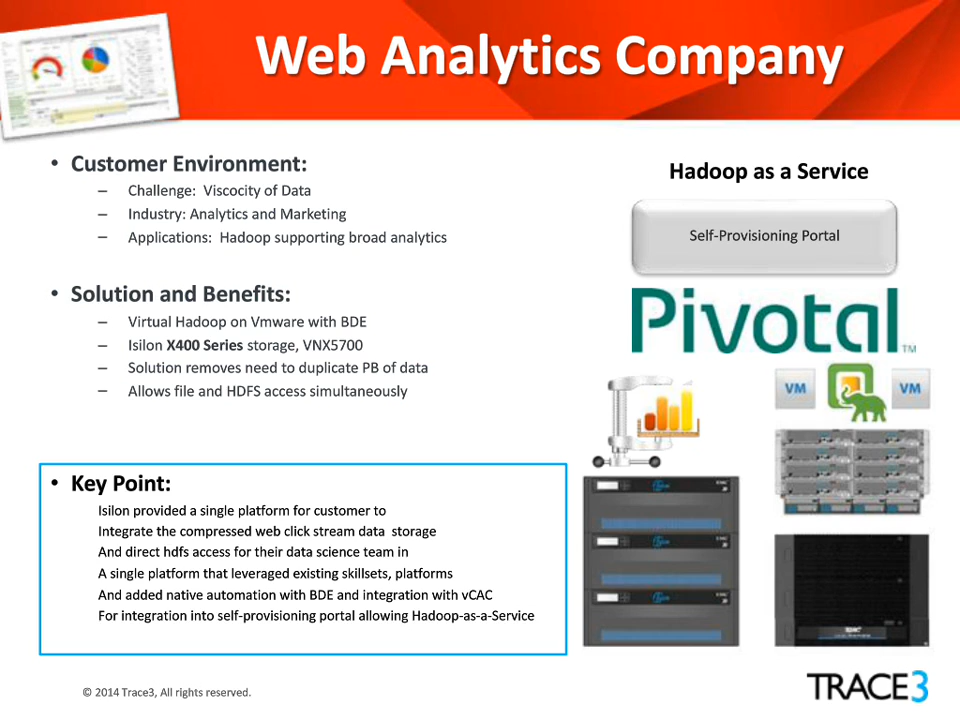 Web Analytics Company
• Customer Environment:
– Challenge: Viscocity of Data
– Industry: Analytics and Marketing
– Applications: Hadoop supporting broad analytics
• Solution and Benefits:
– Virtual Hadoop on Vmware with BDE
– Isilon X400 Series storage, VNX5700
– Solution removes need to duplicate PB of data
– Allows file and HDFS access simultaneously
• Key Point:
Isilon provided a single platform for customer to
Integrate the compressed web click stream data storage
And direct hdfs access for their data science team in
A single platform that leveraged existing skillsets, platforms
And added native automation with BDE and integration with vCAC
For integration into self-provisioning portal allowing Hadoop-as-a-Service
Hadoop as a Service
Self-Provisioning Portal
Pivotal™
VM
VM
© 2014 Trace3, All rights reserved.
TRACE3